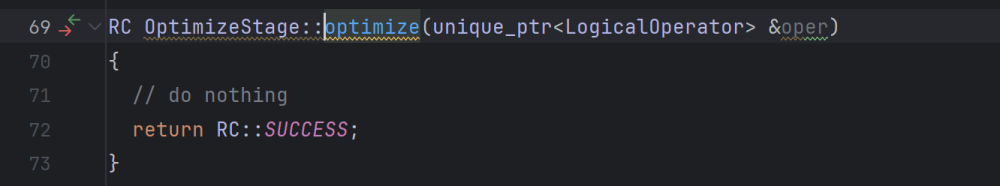 69 RC OptimizeStage::optimize(unique_ptr<LogicalOperator> &oper)
70 {
71   // do nothing
72   return RC::SUCCESS;
73 }